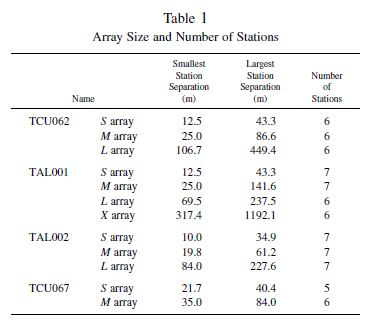 Table 1
Array Size and Number of Stations
Name Smallest Station Separation (m) Largest Station Separation (m) Number of Stations
TCU062 S array 12.5 43.3 6
M array 25.0 86.6 6
L array 106.7 449.4 6
TAL001 S array 12.5 43.3 7
M array 25.0 141.6 7
L array 69.5 237.5 6
X array 317.4 1192.1 6
TAL002 S array 10.0 34.9 7
M array 19.8 61.2 7
L array 84.0 227.6 7
TCU067 S array 21.7 40.4 5
M array 35.0 84.0 6